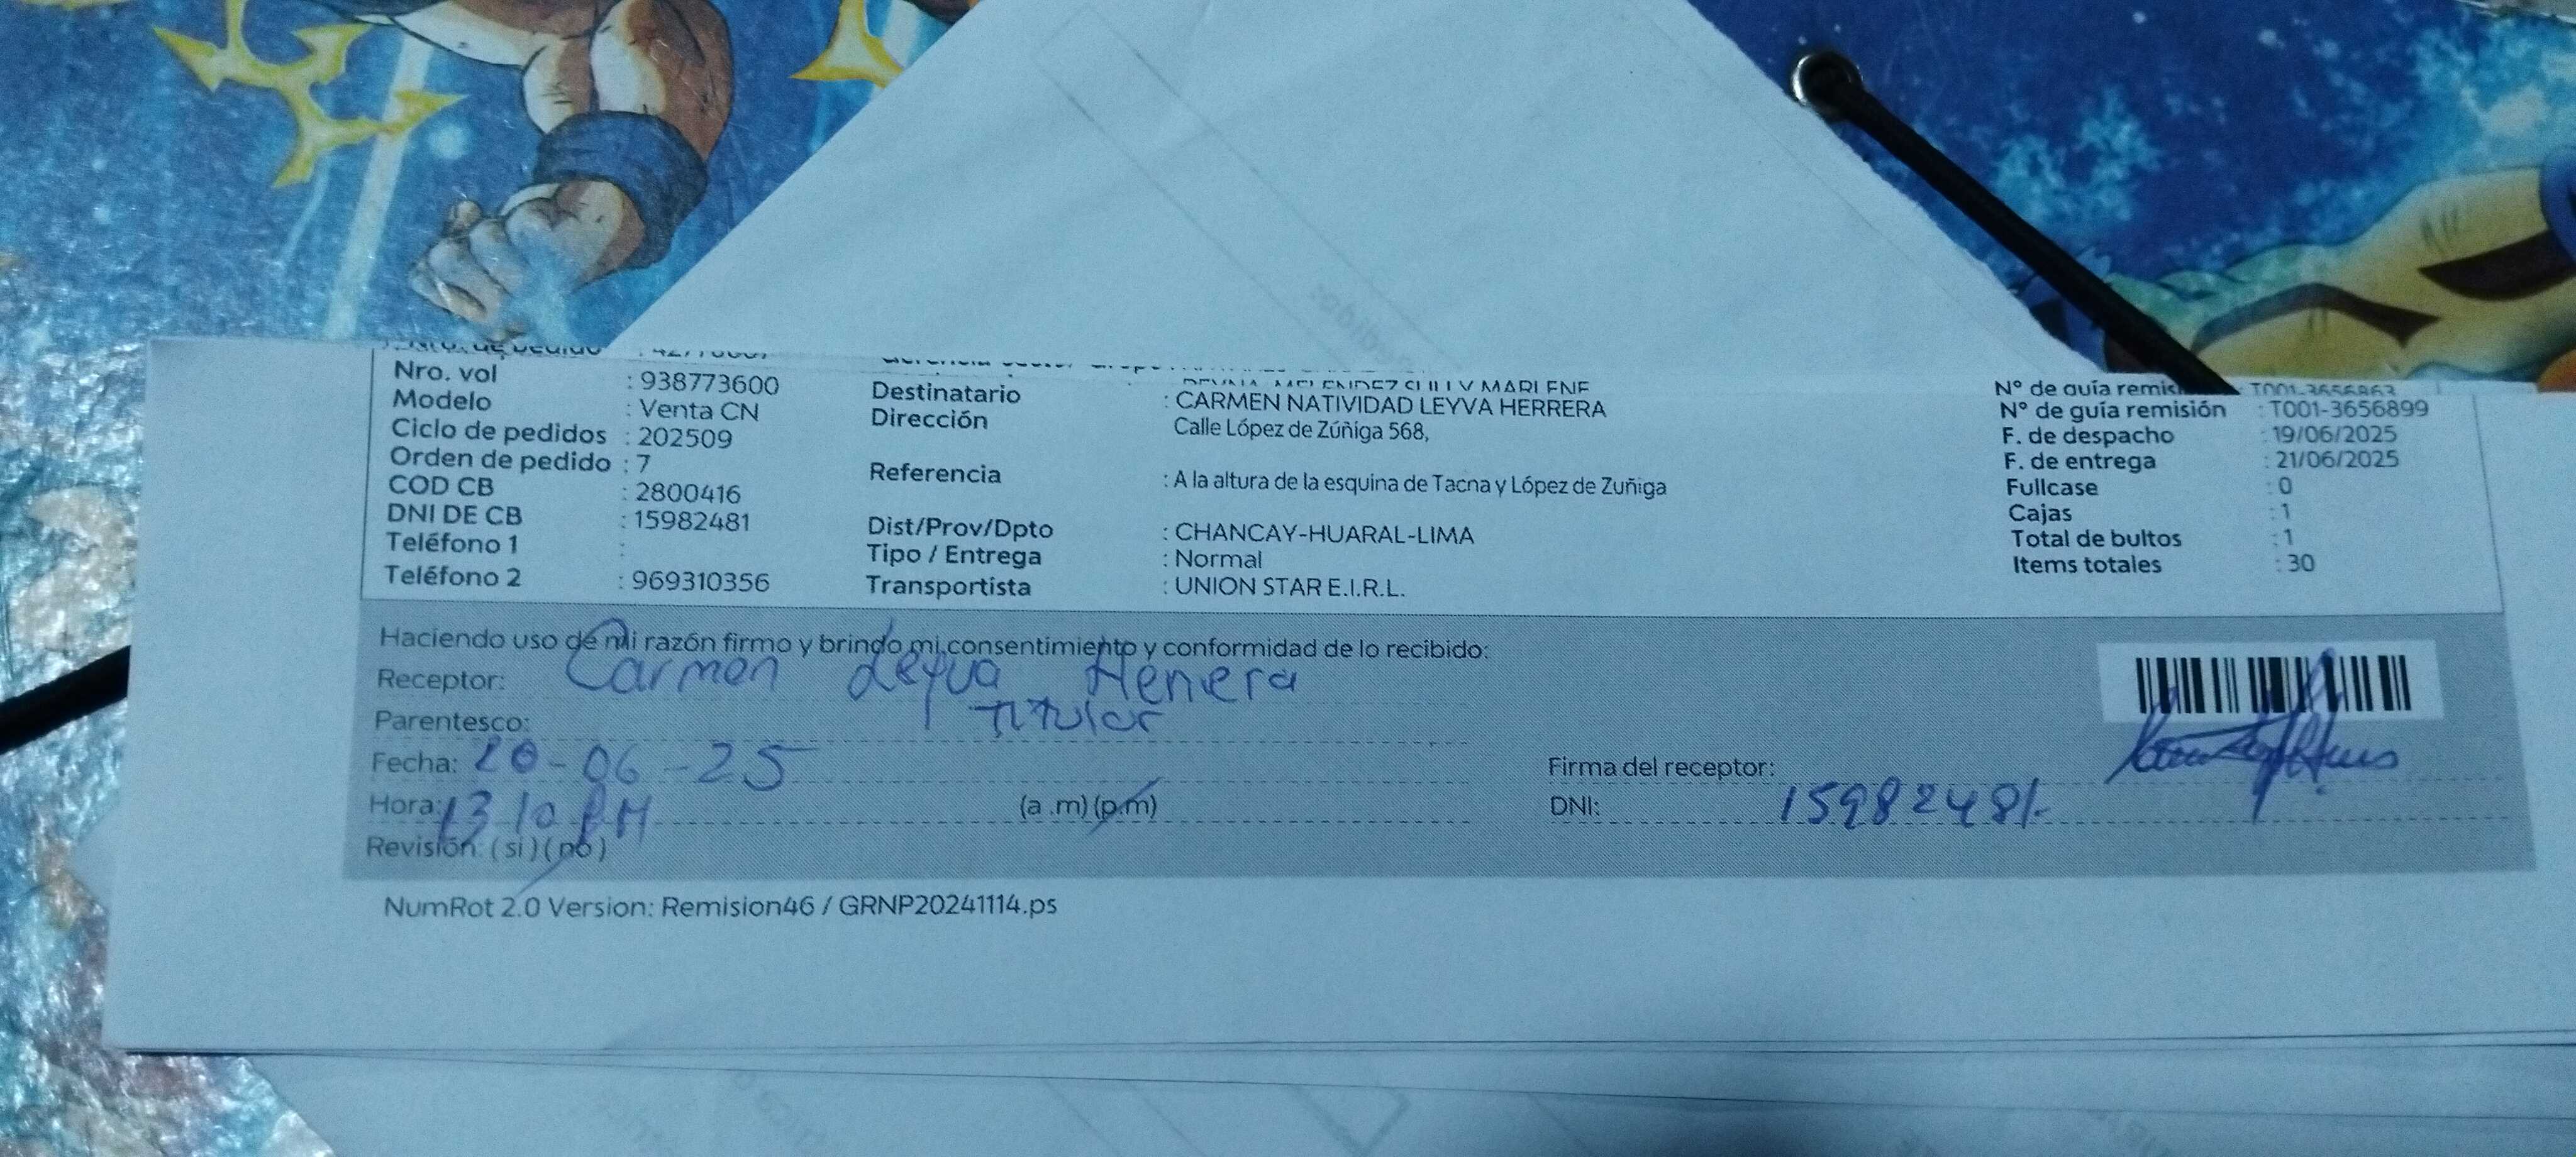 Nro. vol : 938773600
Modelo : Venta CN
Ciclo de pedidos : 202509
Orden de pedido : 7
COD CB : 2800416
DNI DE CB : 15982481
Teléfono 1 :
Teléfono 2 : 969310356
Destinatario : CARMEN NATIVIDAD LEYVA HERRERA
Dirección Calle López de Zúñiga 568,
Referencia : A la altura de la esquina de Tacna y López de Zuñiga
Dist/Prov/Dpto : CHANCAY-HUARAL-LIMA
Tipo / Entrega : Normal
Transportista : UNION STAR E.I.R.L.
N° de guía remisión : T001-3656899
F. de despacho : 19/06/2025
F. de entrega : 21/06/2025
Fullcase : 0
Cajas : 1
Total de bultos : 1
Items totales : 30
Haciendo uso de mi razón firmo y brindo mi consentimiento y conformidad de lo recibido:
Receptor: Carmen Leyva Herrera
Parentesco: Titular
Fecha: 20-06-25
Hora: 13 10 PM (a .m) (p.m)
Revisión: ( si ) ( no )
Firma del receptor:
DNI: 15982481
NumRot 2.0 Version: Remision46 / GRNP20241114.ps